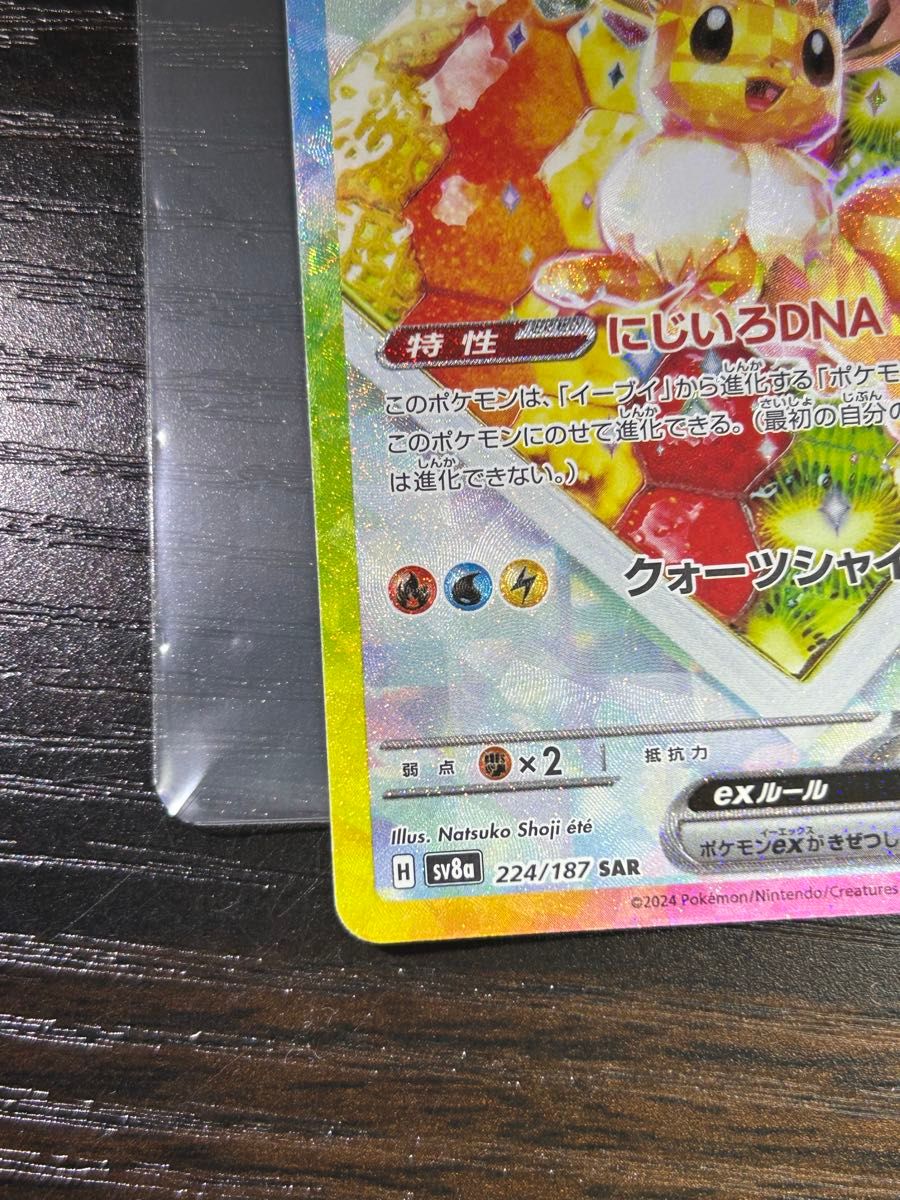 特性 にじいろDNA
このポケモンは、「イーブイ」から進化する「ポケモ
このポケモンにのせて進化できる。(最初の自分の
は進化できない。)
クォーツシャイ
弱点 ×2 抵抗力
exルール
ポケモンexがきぜつし
Illus. Natsuko Shoji été
H sv8a 224/187 SAR
©2024 Pokémon/Nintendo/Creatures